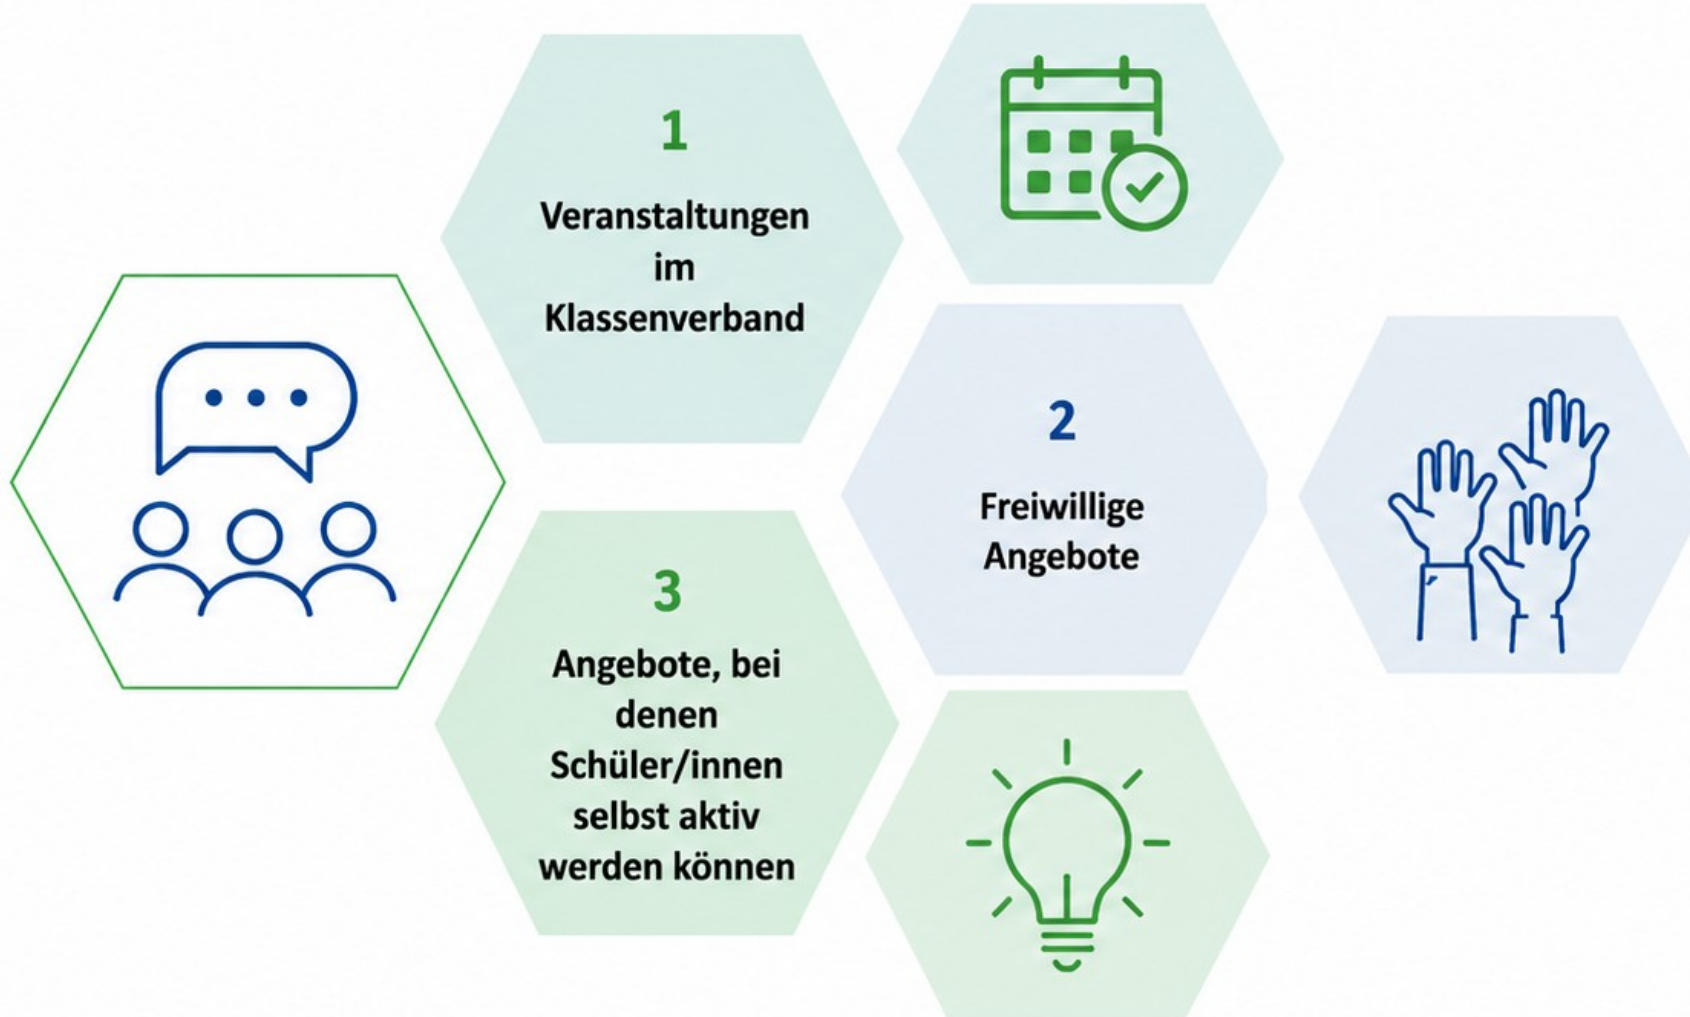 1
Veranstaltungen
im
Klassenverband
2
Freiwillige
Angebote
3
Angebote, bei
denen
Schüler/innen
selbst aktiv
werden können